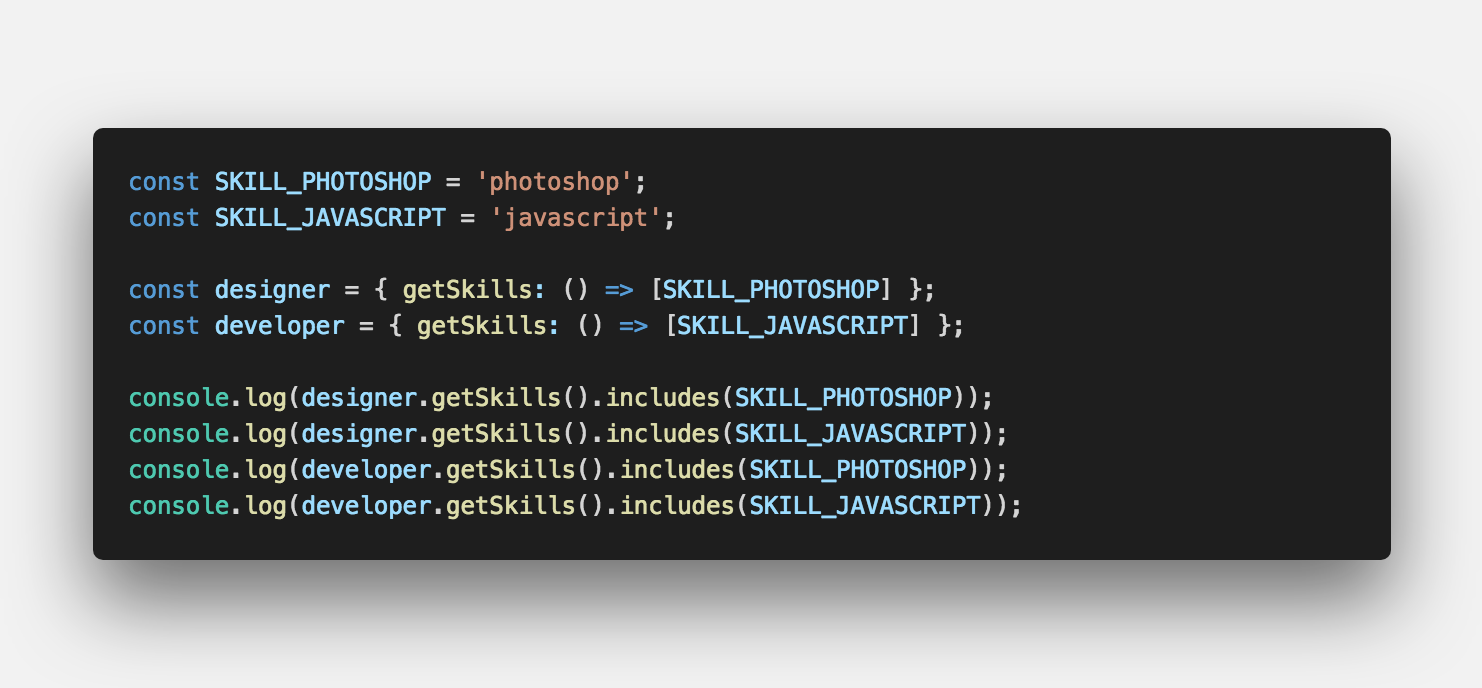 const SKILL_PHOTOSHOP = 'photoshop';
const SKILL_JAVASCRIPT = 'javascript';
const designer = { getSkills: () => [SKILL_PHOTOSHOP] };
const developer = { getSkills: () => [SKILL_JAVASCRIPT] };
console.log(designer.getSkills().includes(SKILL_PHOTOSHOP));
console.log(designer.getSkills().includes(SKILL_JAVASCRIPT));
console.log(developer.getSkills().includes(SKILL_PHOTOSHOP));
console.log(developer.getSkills().includes(SKILL_JAVASCRIPT));